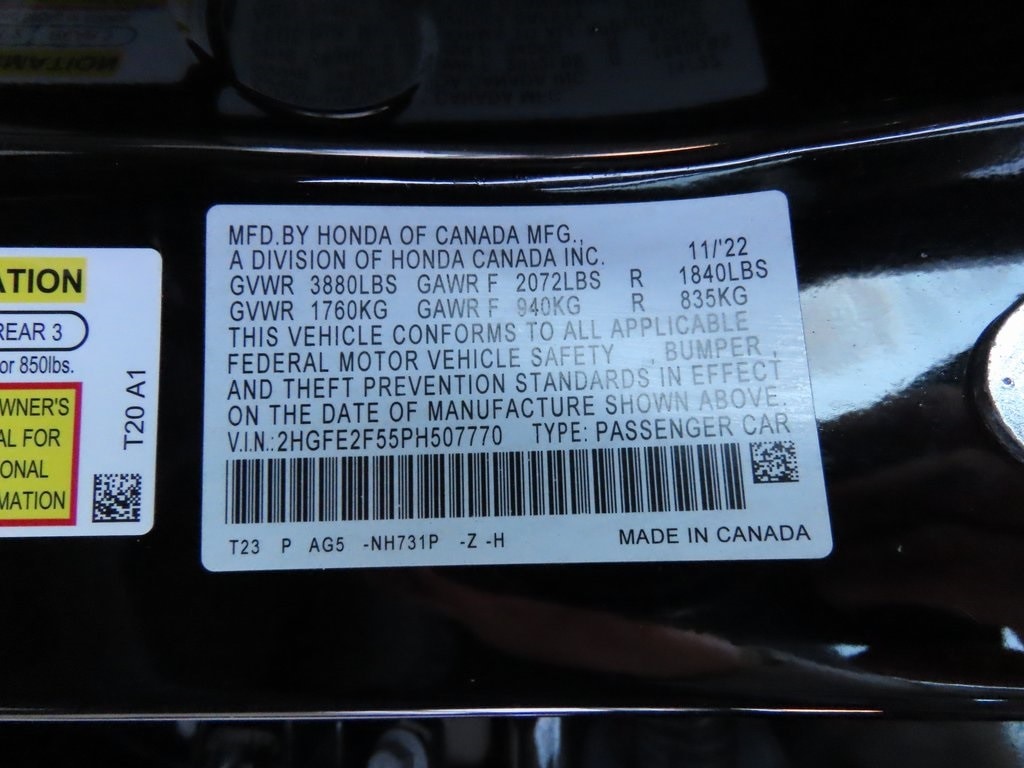 ATION
REAR 3
or 850lbs.
WNER'S
AL FOR
ONAL
MATION
T20 A1
MFD.BY HONDA OF CANADA MFG.,
A DIVISION OF HONDA CANADA INC. 11/'22
GVWR 3880LBS GAWR F 2072LBS R 1840LBS
GVWR 1760KG GAWR F 940KG R 835KG
THIS VEHICLE CONFORMS TO ALL APPLICABLE
FEDERAL MOTOR VEHICLE SAFETY , BUMPER ,
AND THEFT PREVENTION STANDARDS IN EFFECT
ON THE DATE OF MANUFACTURE SHOWN ABOVE.
V.I.N.:2HGFE2F55PH507770 TYPE: PASSENGER CAR
T23 P AG5 -NH731P -Z -H MADE IN CANADA